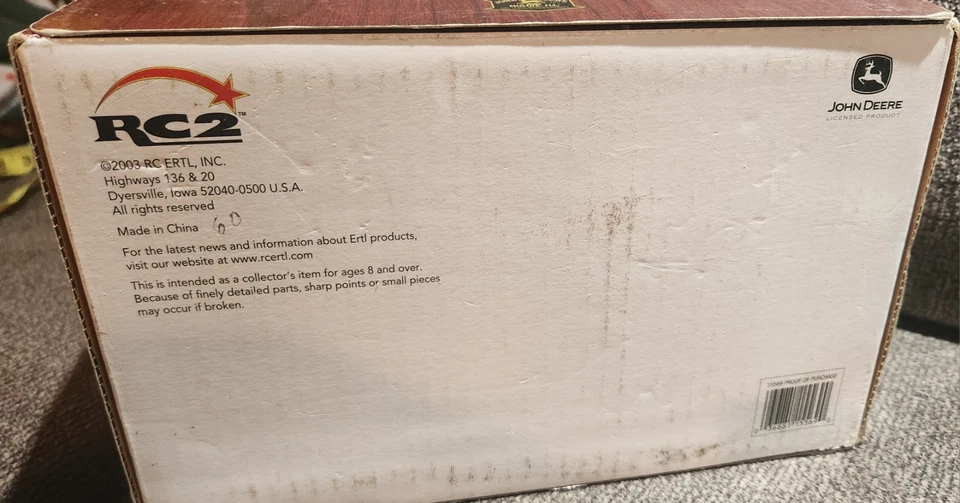 RC2™
©2003 RC ERTL, INC.
Highways 136 & 20
Dyersville, Iowa 52040-0500 U.S.A.
All rights reserved
Made in China 60
For the latest news and information about Ertl products,
visit our website at www.rcertl.com
This is intended as a collector's item for ages 8 and over.
Because of finely detailed parts, sharp points or small pieces
may occur if broken.
JOHN DEERE
LICENSED PRODUCT
PROOF OF PURCHASE